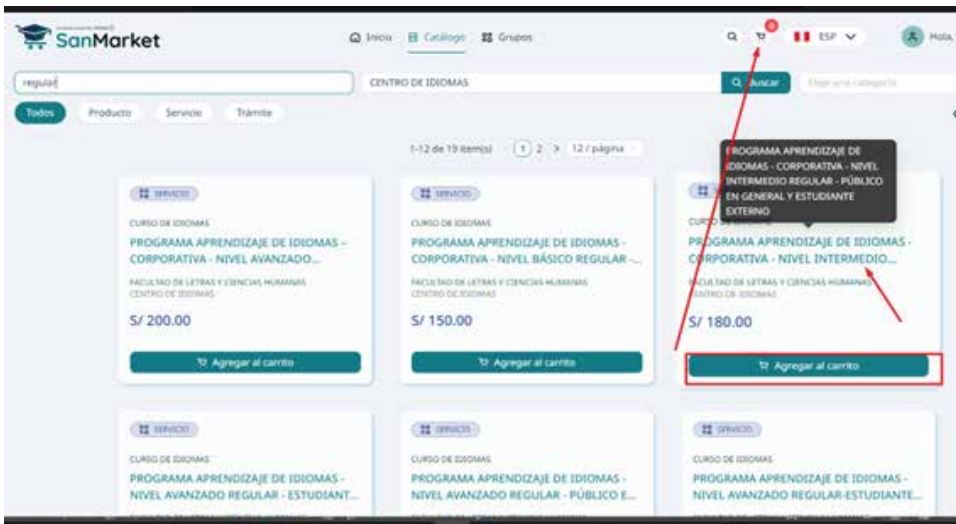 SanMarket
Inicio
Catálogo
Grupos
0
ESP
Hola,
regular
CENTRO DE IDIOMAS
Buscar
Elige una categoría
Todos
Producto
Servicio
Trámite
1-12 de 19 item(s)
1
2
12 / página
PROGRAMA APRENDIZAJE DE
IDIOMAS - CORPORATIVA - NIVEL
INTERMEDIO REGULAR - PÚBLICO
EN GENERAL Y ESTUDIANTE
EXTERNO
SERVICIO
CURSO DE IDIOMAS
PROGRAMA APRENDIZAJE DE IDIOMAS –
CORPORATIVA - NIVEL AVANZADO...
FACULTAD DE LETRAS Y CIENCIAS HUMANAS
CENTRO DE IDIOMAS
S/ 200.00
Agregar al carrito
SERVICIO
CURSO DE IDIOMAS
PROGRAMA APRENDIZAJE DE IDIOMAS -
CORPORATIVA - NIVEL BÁSICO REGULAR -...
FACULTAD DE LETRAS Y CIENCIAS HUMANAS
CENTRO DE IDIOMAS
S/ 150.00
Agregar al carrito
PROGRAMA APRENDIZAJE DE IDIOMAS -
CORPORATIVA - NIVEL INTERMEDIO...
FACULTAD DE LETRAS Y CIENCIAS HUMANAS
CENTRO DE IDIOMAS
S/ 180.00
Agregar al carrito
SERVICIO
CURSO DE IDIOMAS
PROGRAMA APRENDIZAJE DE IDIOMAS -
NIVEL AVANZADO REGULAR - ESTUDIANT...
SERVICIO
CURSO DE IDIOMAS
PROGRAMA APRENDIZAJE DE IDIOMAS -
NIVEL AVANZADO REGULAR - PÚBLICO E...
SERVICIO
CURSO DE IDIOMAS
PROGRAMA APRENDIZAJE DE IDIOMAS -
NIVEL AVANZADO REGULAR-ESTUDIANTE...